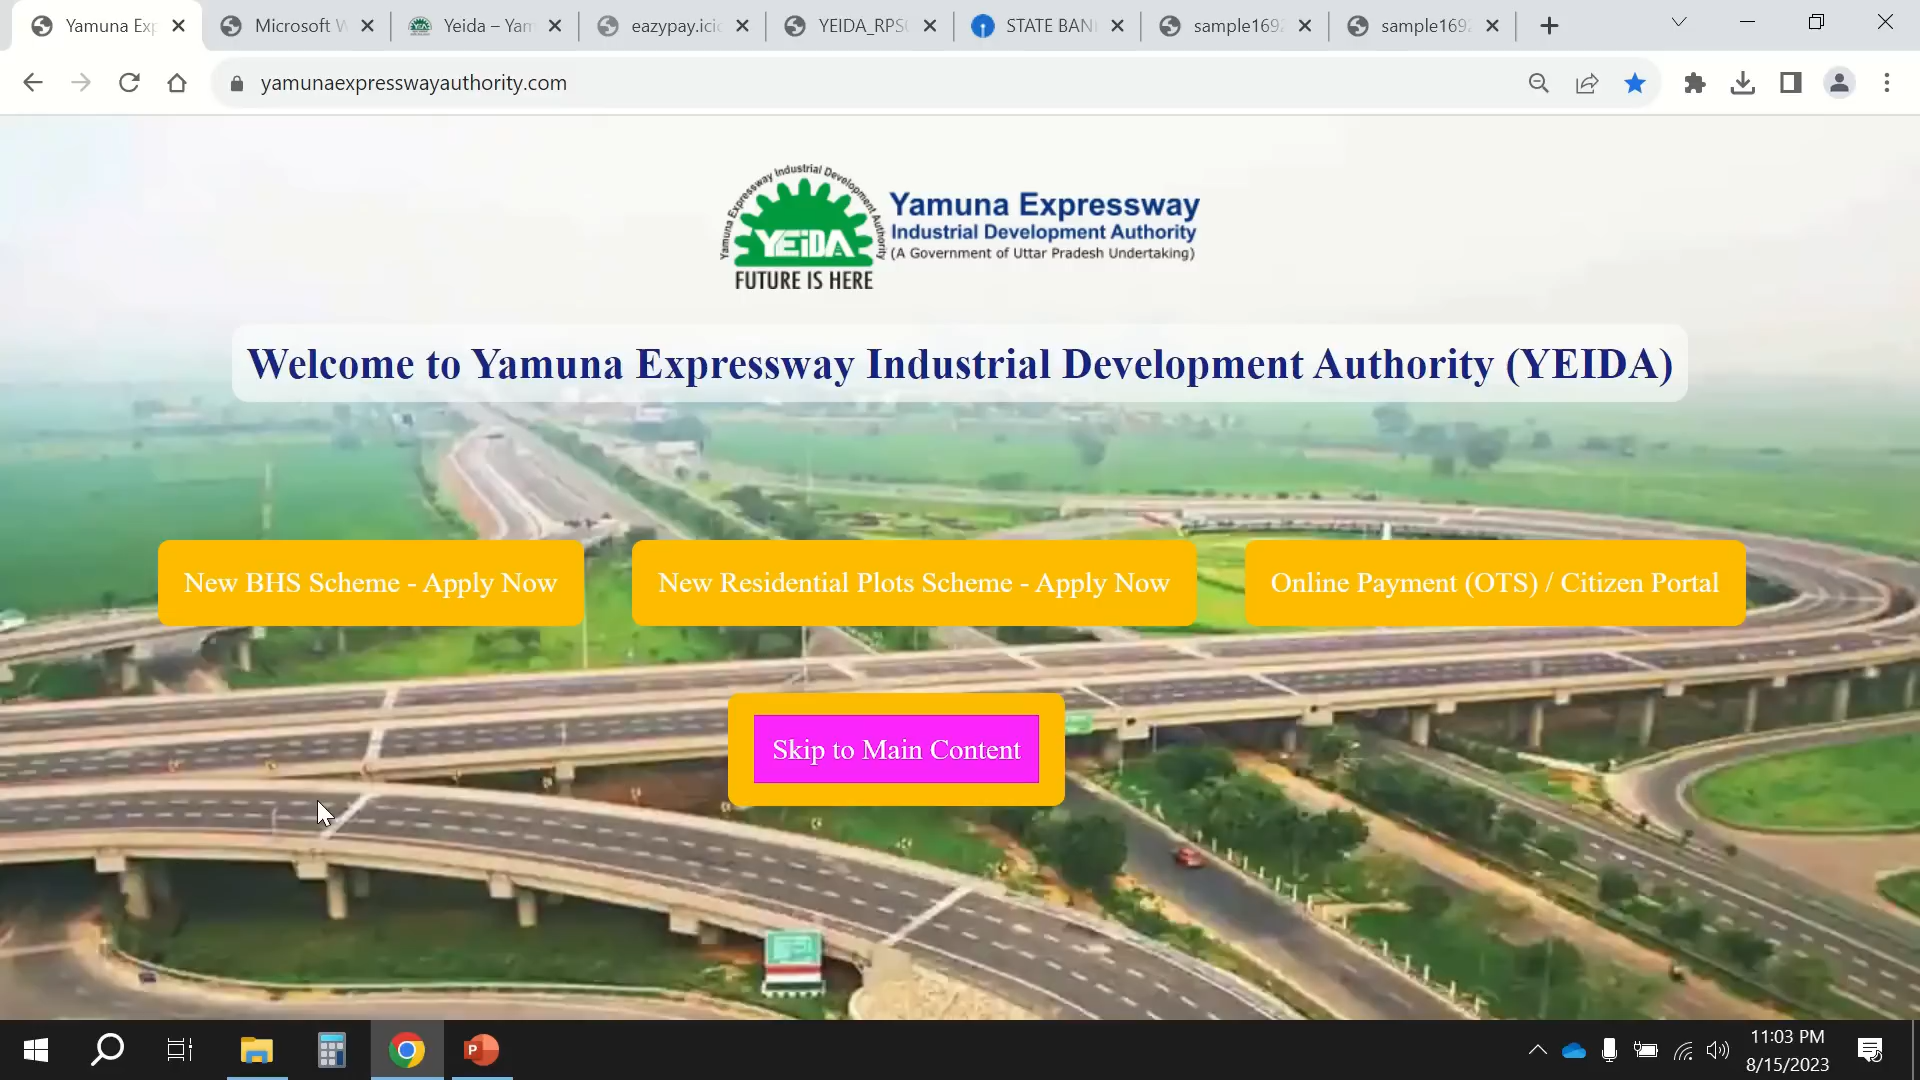 Yamuna Exp
Microsoft W
Yeida – Yam
eazypay.icic
YEIDA_RPS
STATE BAN
sample169
sample169
yamunaexpresswayauthority.com
Yamuna Expressway Industrial Development Authority
YEIDA
FUTURE IS HERE
Yamuna Expressway
Industrial Development Authority
(A Government of Uttar Pradesh Undertaking)
Welcome to Yamuna Expressway Industrial Development Authority (YEIDA)
New BHS Scheme - Apply Now
New Residential Plots Scheme - Apply Now
Online Payment (OTS) / Citizen Portal
Skip to Main Content
11:03 PM
8/15/2023